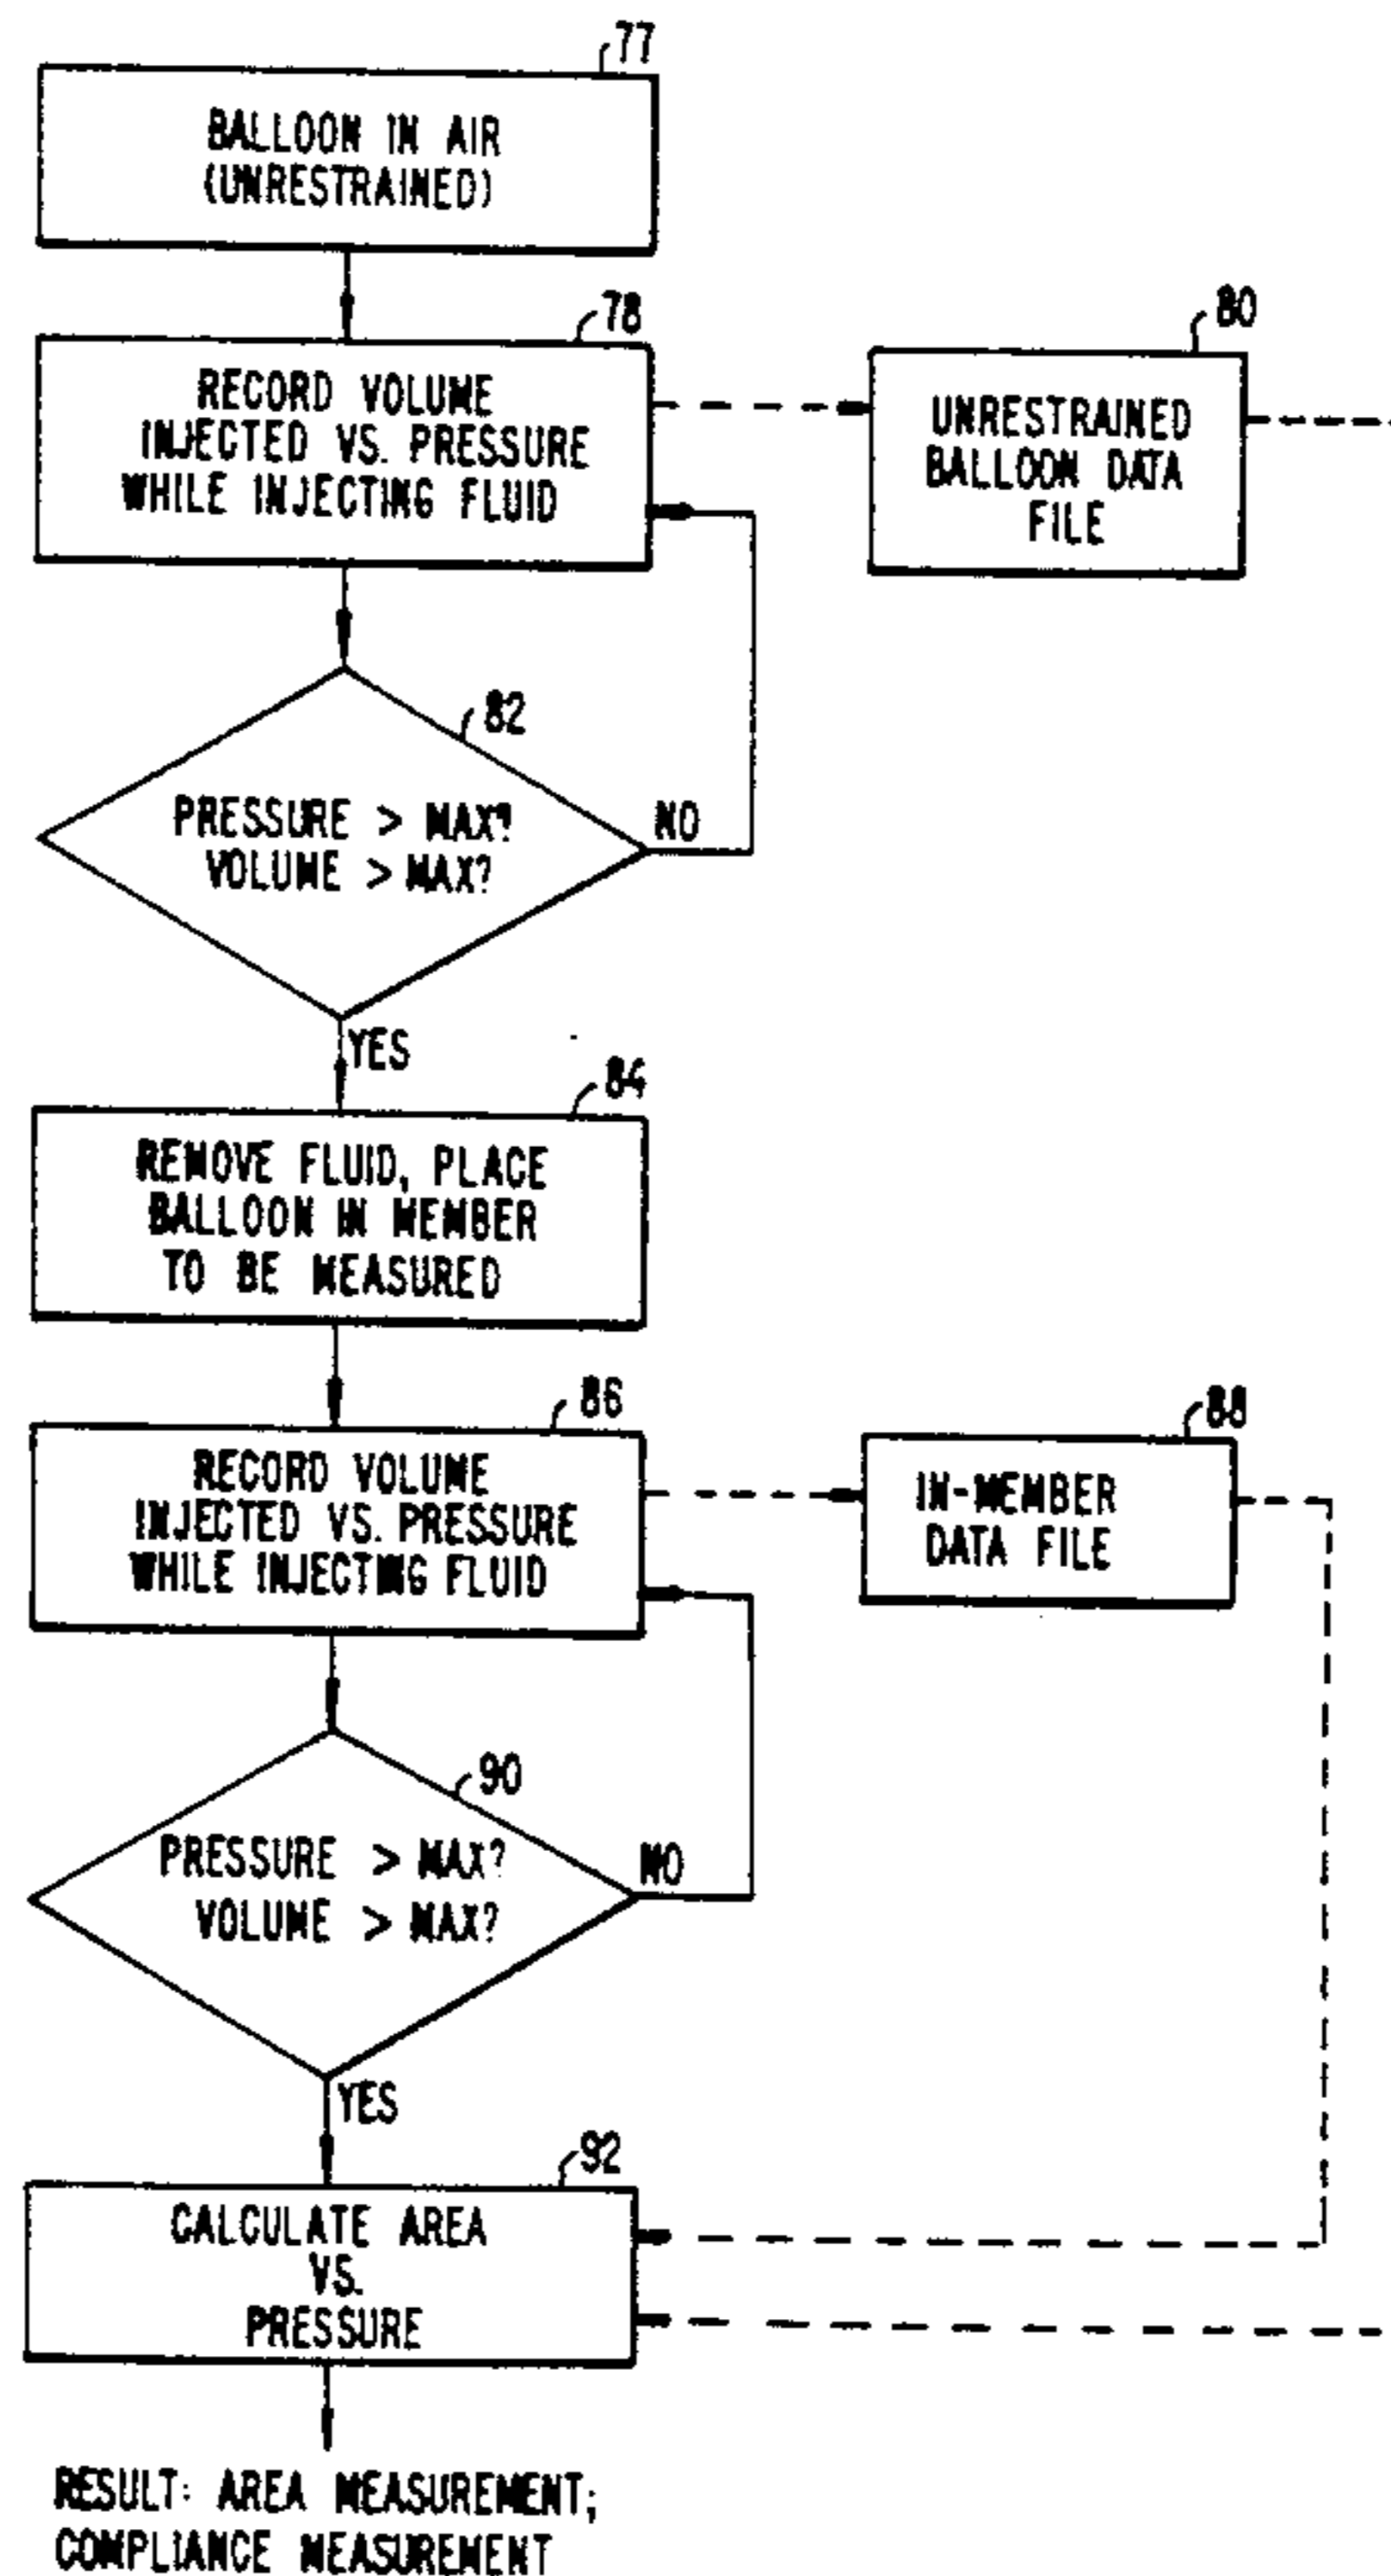 77
BALLOON IN AIR
(UNRESTRAINED)
78
RECORD VOLUME
INJECTED VS. PRESSURE
WHILE INJECTING FLUID
80
UNRESTRAINED
BALLOON DATA
FILE
82
PRESSURE > MAX?
VOLUME > MAX?
NO
YES
84
REMOVE FLUID, PLACE
BALLOON IN MEMBER
TO BE MEASURED
86
RECORD VOLUME
INJECTED VS. PRESSURE
WHILE INJECTING FLUID
88
IN-MEMBER
DATA FILE
90
PRESSURE > MAX?
VOLUME > MAX?
NO
YES
92
CALCULATE AREA
VS.
PRESSURE
RESULT: AREA MEASUREMENT;
COMPLIANCE MEASUREMENT